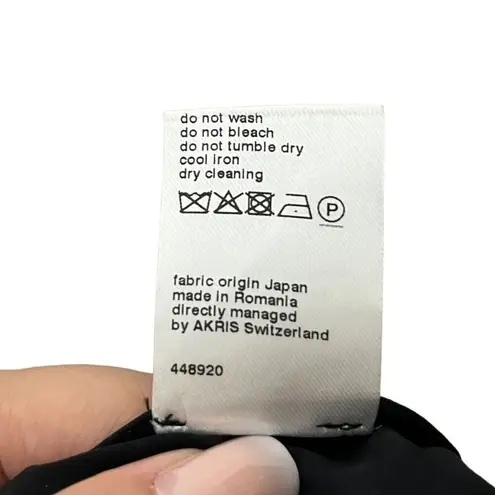 do not wash
do not bleach
do not tumble dry
cool iron
dry cleaning
P
fabric origin Japan
made in Romania
directly managed
by AKRIS Switzerland
448920